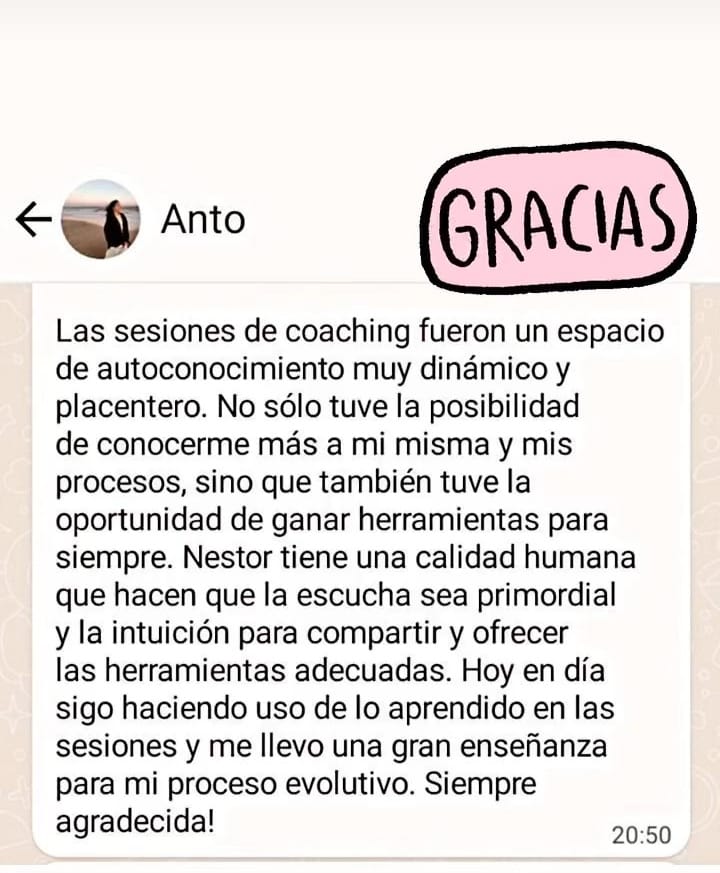 Anto
GRACIAS
Las sesiones de coaching fueron un espacio
de autoconocimiento muy dinámico y
placentero. No sólo tuve la posibilidad
de conocerme más a mi misma y mis
procesos, sino que también tuve la
oportunidad de ganar herramientas para
siempre. Nestor tiene una calidad humana
que hacen que la escucha sea primordial
y la intuición para compartir y ofrecer
las herramientas adecuadas. Hoy en día
sigo haciendo uso de lo aprendido en las
sesiones y me llevo una gran enseñanza
para mi proceso evolutivo. Siempre
agradecida!
20:50